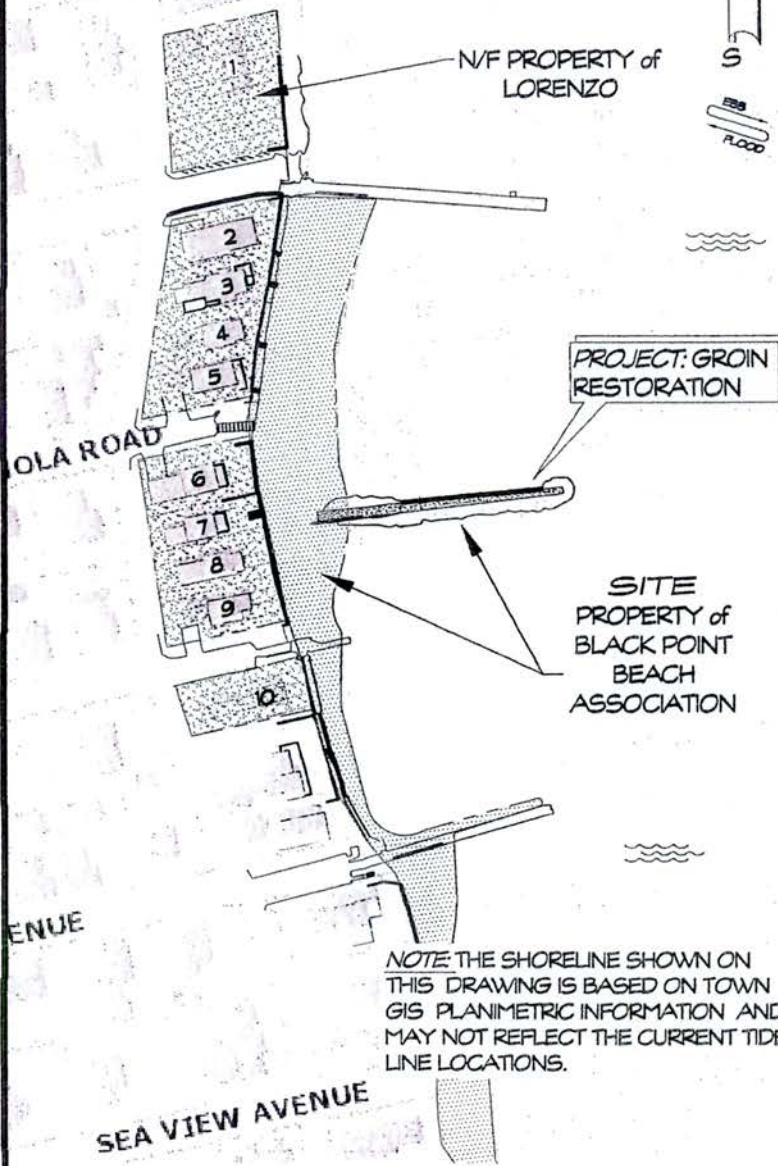 1
N/F PROPERTY of
LORENZO
S
EBB
FLOOD
2
3
4
5
PROJECT: GROIN
RESTORATION
IOLA ROAD
6
7
8
9
10
SITE
PROPERTY of
BLACK POINT
BEACH
ASSOCIATION
ENUE
NOTE: THE SHORELINE SHOWN ON
THIS DRAWING IS BASED ON TOWN
GIS PLANIMETRIC INFORMATION AND
MAY NOT REFLECT THE CURRENT TIDE
LINE LOCATIONS.
SEA VIEW AVENUE